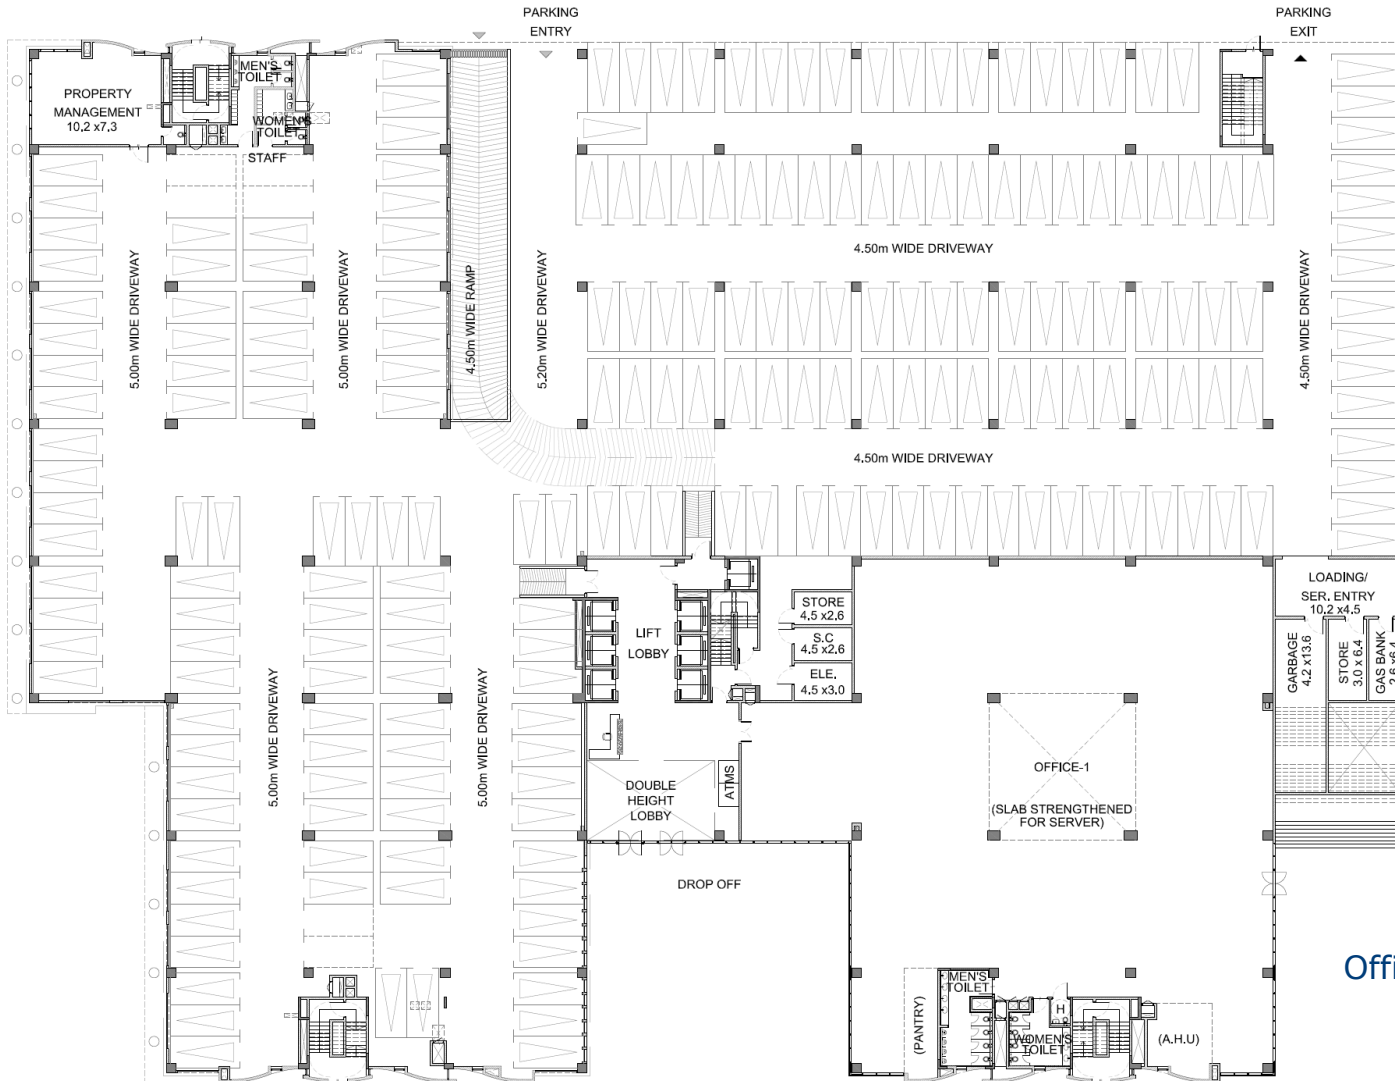 PARKING
ENTRY
PARKING
EXIT
PROPERTY
MANAGEMENT
10.2 x7.3
MEN'S
TOILET
WOMEN'S
TOILET
STAFF
5.00m WIDE DRIVEWAY
5.00m WIDE DRIVEWAY
4.50m WIDE RAMP
5.20m WIDE DRIVEWAY
4.50m WIDE DRIVEWAY
4.50m WIDE DRIVEWAY
4.50m WIDE DRIVEWAY
5.00m WIDE DRIVEWAY
5.00m WIDE DRIVEWAY
LIFT
LOBBY
STORE
4.5 x2.6
S.C
4.5 x2.6
ELE.
4.5 x3.0
LOADING/
SER. ENTRY
10.2 x4.5
GARBAGE
4.2 x13.6
STORE
3.0 x 6.4
GAS BANK
2.6 x6.4
DOUBLE
HEIGHT
LOBBY
ATMS
OFFICE-1
(SLAB STRENGTHENED
FOR SERVER)
DROP OFF
Offi
(PANTRY)
MEN'S
TOILET
H
WOMEN'S
TOILET
(A.H.U)